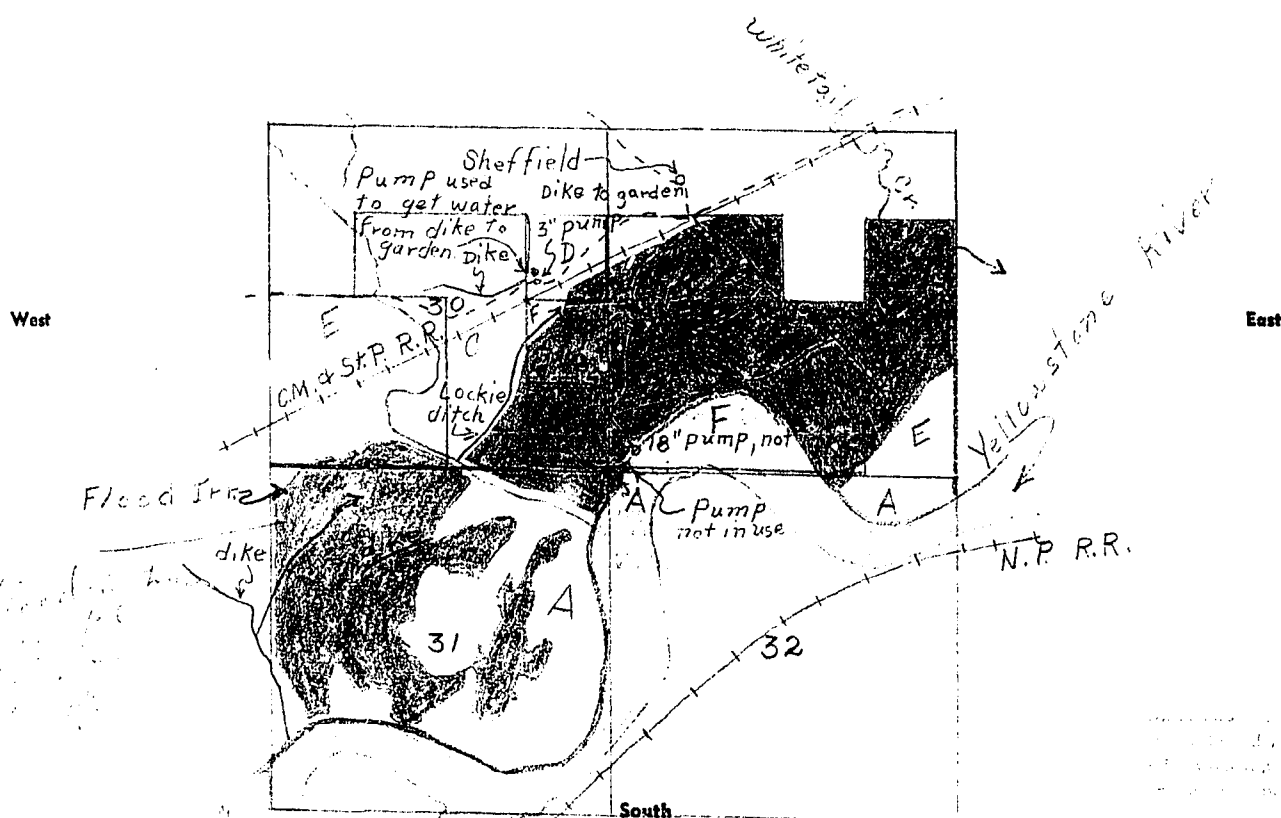 Whitetail
Cr.
Sheffield
Pump used
to get water
from dike to
garden
Dike to garden
3" pump
D
Dike
30
E
F
C
C.M. & St. P. R.R.
West
East
Yellowstone River
Lockie
ditch
F
18" pump, not
E
Flood Irr.
A
A
Pump
not in use
dike
N.P. R.R.
A
31
32
South